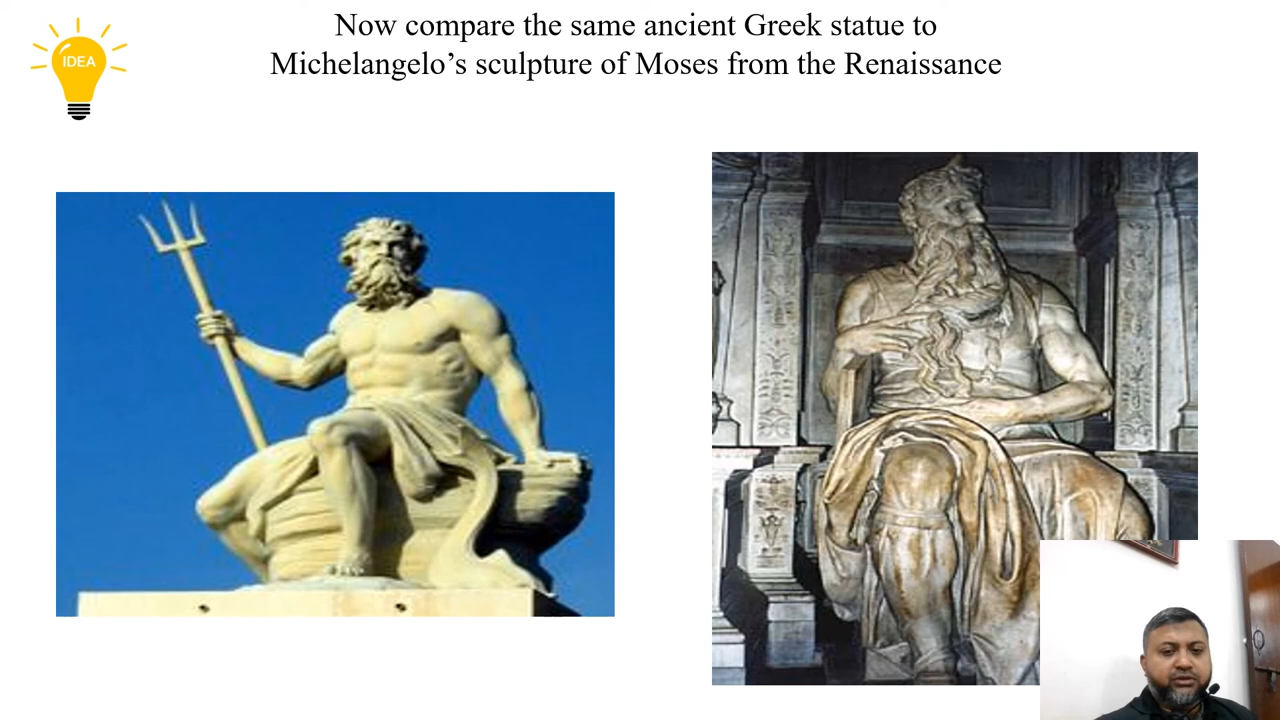 IDEA
Now compare the same ancient Greek statue to
Michelangelo’s sculpture of Moses from the Renaissance